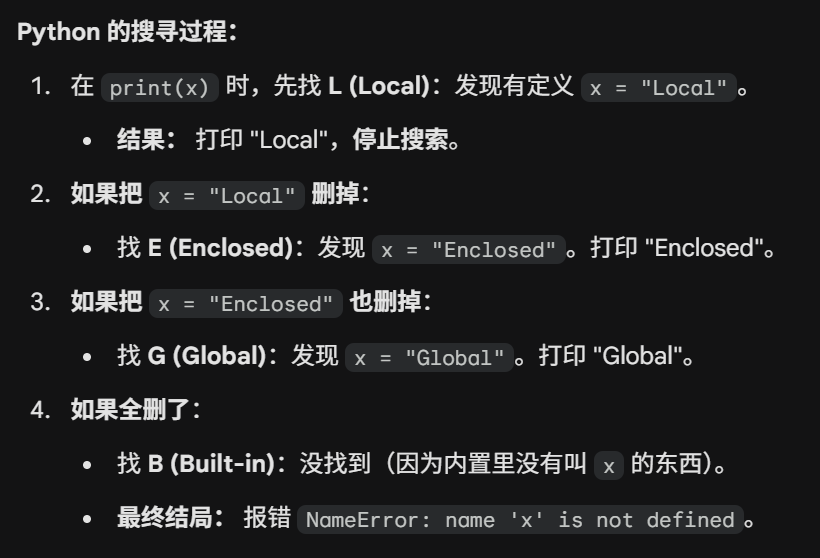 Python 的搜寻过程：
1. 在 print(x) 时，先找 L (Local)：发现有定义 x = "Local"。
• 结果： 打印 "Local"，停止搜索。
2. 如果把 x = "Local" 删掉：
• 找 E (Enclosed)：发现 x = "Enclosed"。打印 "Enclosed"。
3. 如果把 x = "Enclosed" 也删掉：
• 找 G (Global)：发现 x = "Global"。打印 "Global"。
4. 如果全删了：
• 找 B (Built-in)：没找到（因为内置里没有叫 x 的东西）。
• 最终结局： 报错 NameError: name 'x' is not defined。